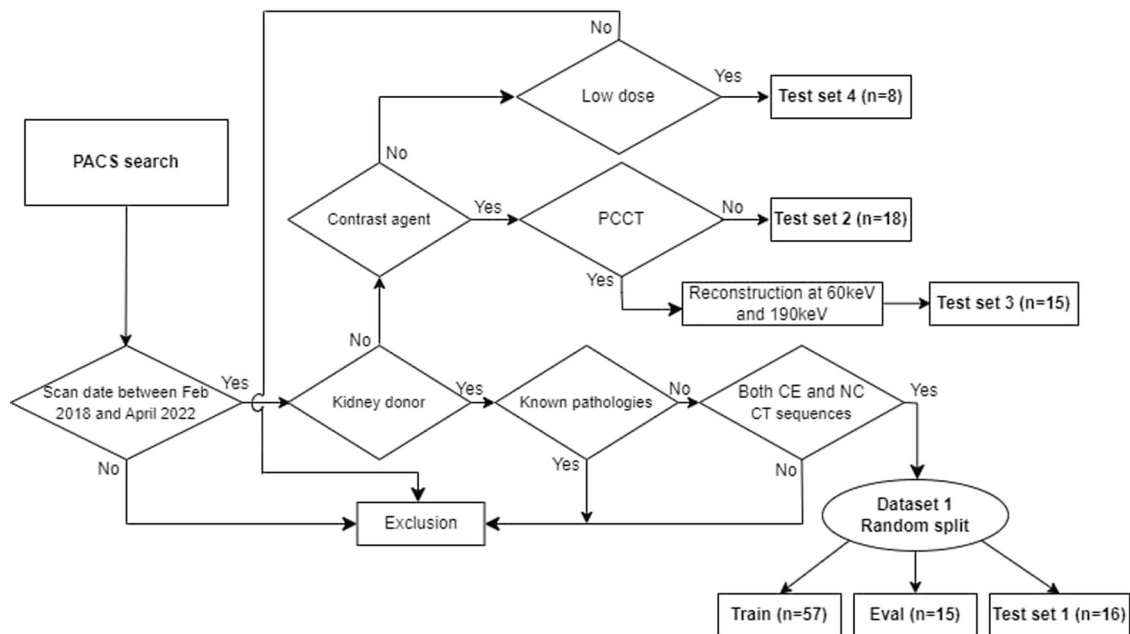 No
Low dose
Yes
Test set 4 (n=8)
PACS search
No
Contrast agent
Yes
PCCT
No
Test set 2 (n=18)
Yes
Reconstruction at 60keV
and 190keV
Test set 3 (n=15)
Scan date between Feb
2018 and April 2022
Yes
No
No
Kidney donor
Yes
Known pathologies
No
Yes
Both CE and NC
CT sequences
Yes
No
Exclusion
Dataset 1
Random split
Train (n=57)
Eval (n=15)
Test set 1 (n=16)